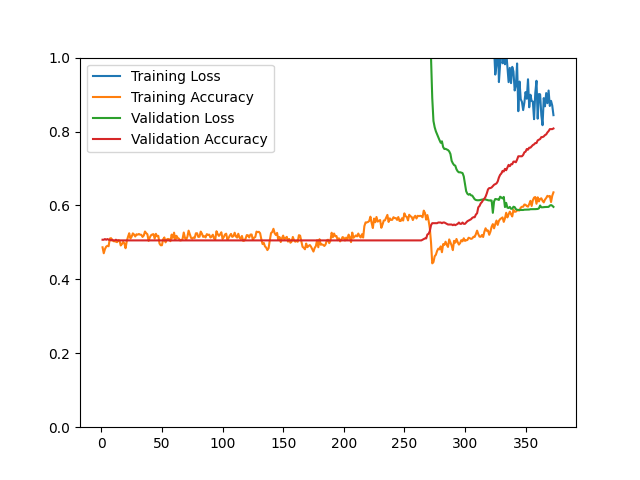 1.0
0.8
0.6
0.4
0.2
0.0
0 50 100 150 200 250 300 350
Training Loss
Training Accuracy
Validation Loss
Validation Accuracy